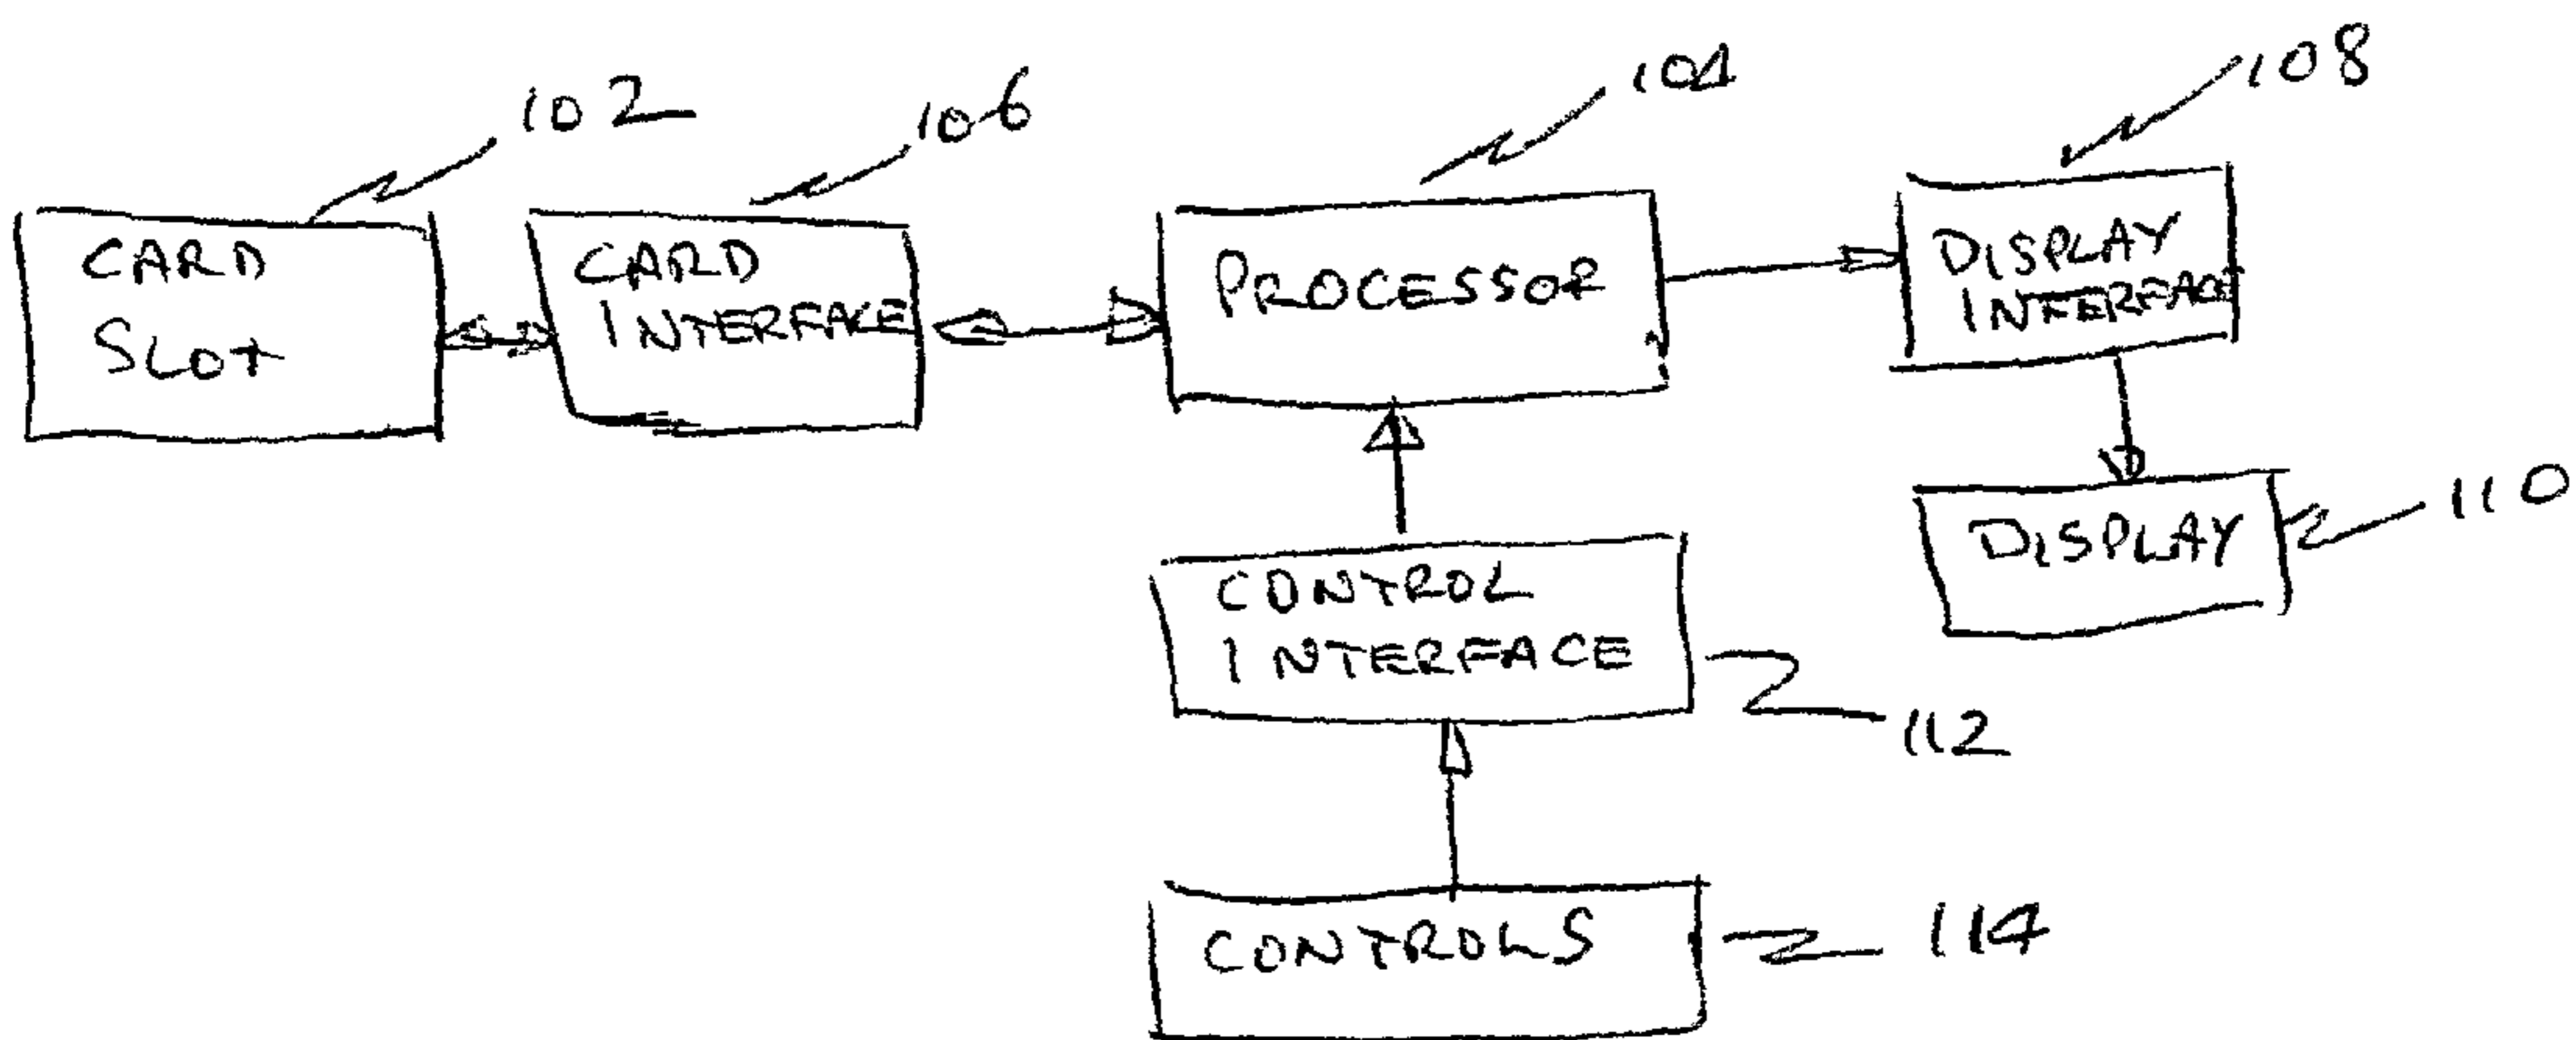 102
106
104
108
CARD
SLOT
CARD
INTERFACE
PROCESSOR
DISPLAY
INTERFACE
DISPLAY
110
CONTROL
INTERFACE
112
CONTROLS
114